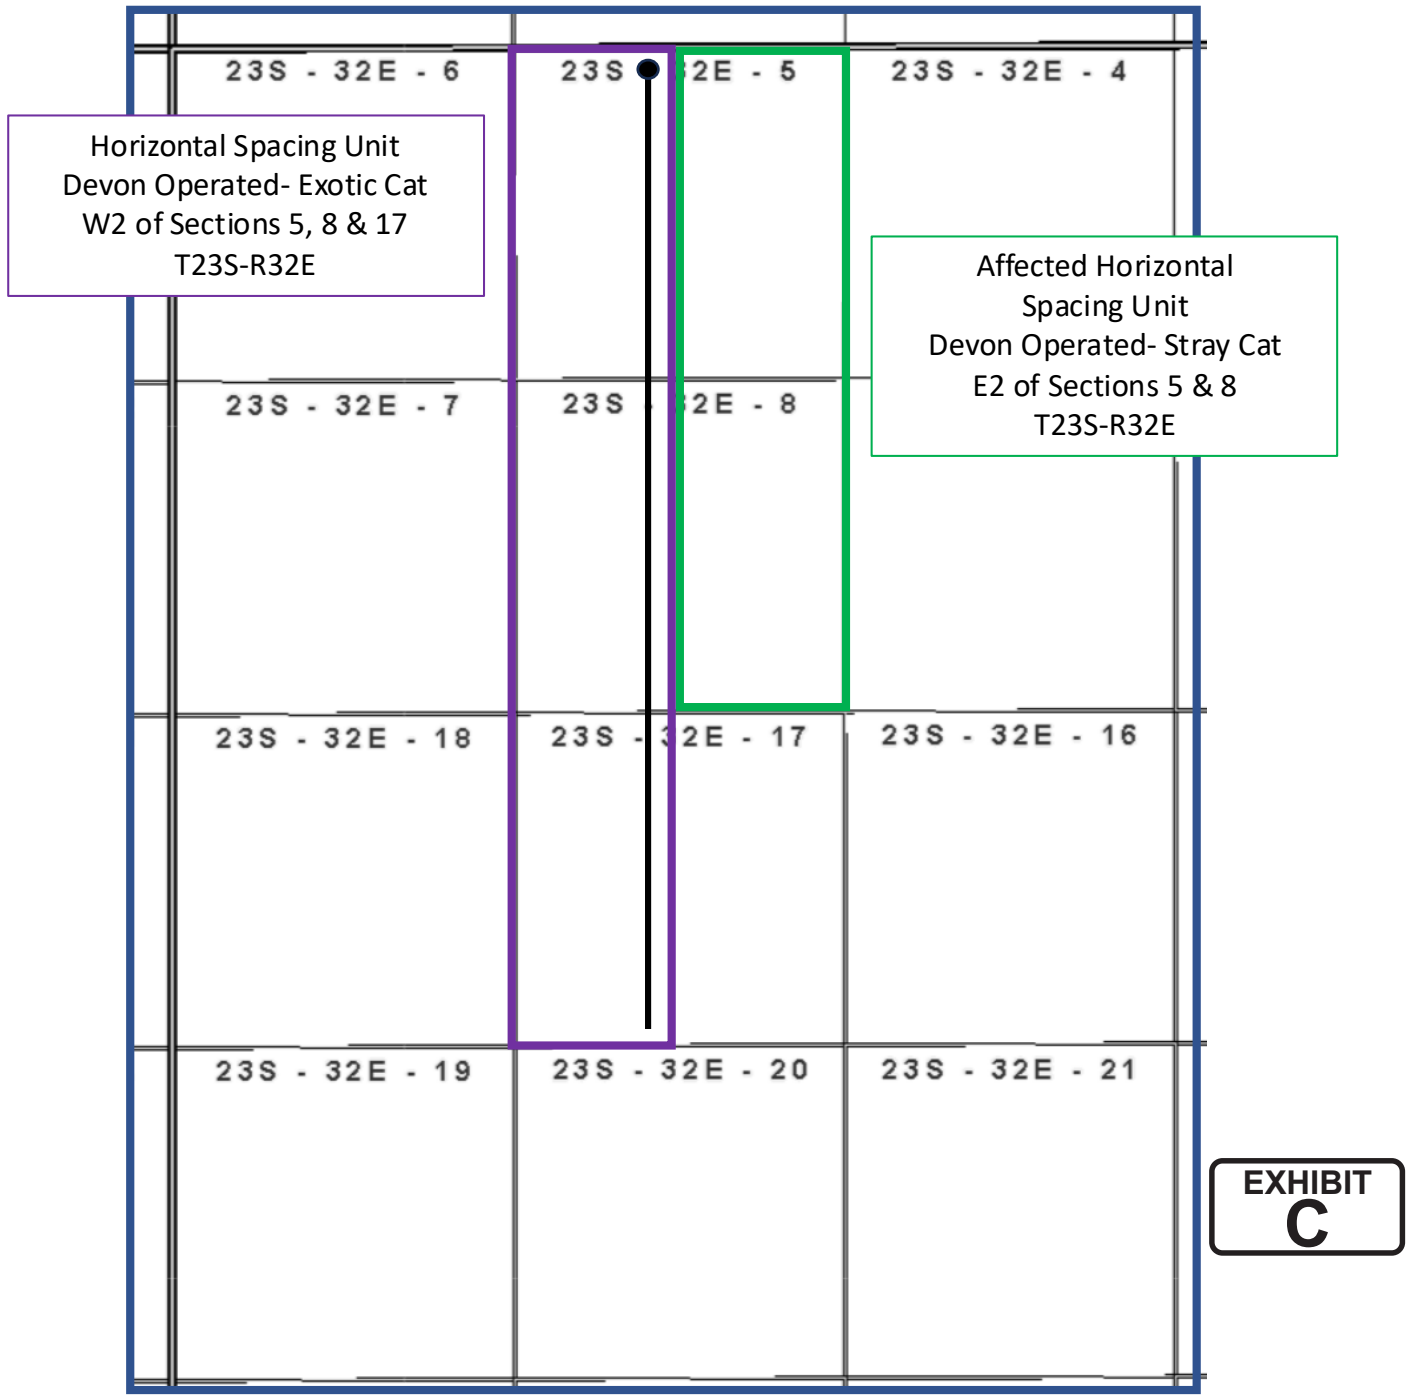 23S - 32E - 6
23S - 32E - 5
23S - 32E - 4
Horizontal Spacing Unit
Devon Operated- Exotic Cat
W2 of Sections 5, 8 & 17
T23S-R32E
Affected Horizontal
Spacing Unit
Devon Operated- Stray Cat
E2 of Sections 5 & 8
T23S-R32E
23S - 32E - 7
23S - 32E - 8
23S - 32E - 18
23S - 32E - 17
23S - 32E - 16
23S - 32E - 19
23S - 32E - 20
23S - 32E - 21
EXHIBIT
C